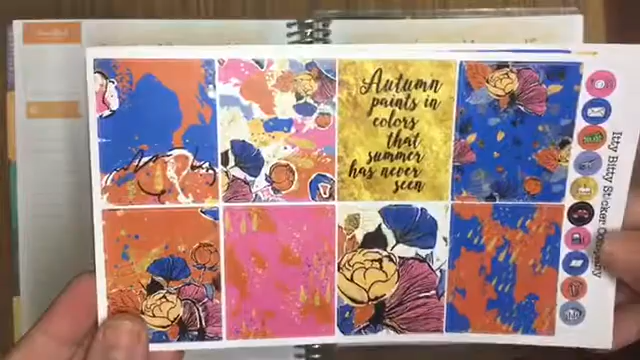 Autumn
paints in
colors
that
summer
has never
seen
Itty Bitty Sticker Company